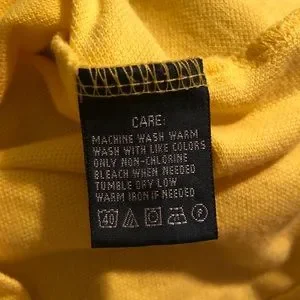 CARE:
MACHINE WASH WARM
WASH WITH LIKE COLORS
ONLY NON-CHLORINE
BLEACH WHEN NEEDED
TUMBLE DRY LOW
WARM IRON IF NEEDED
40 P